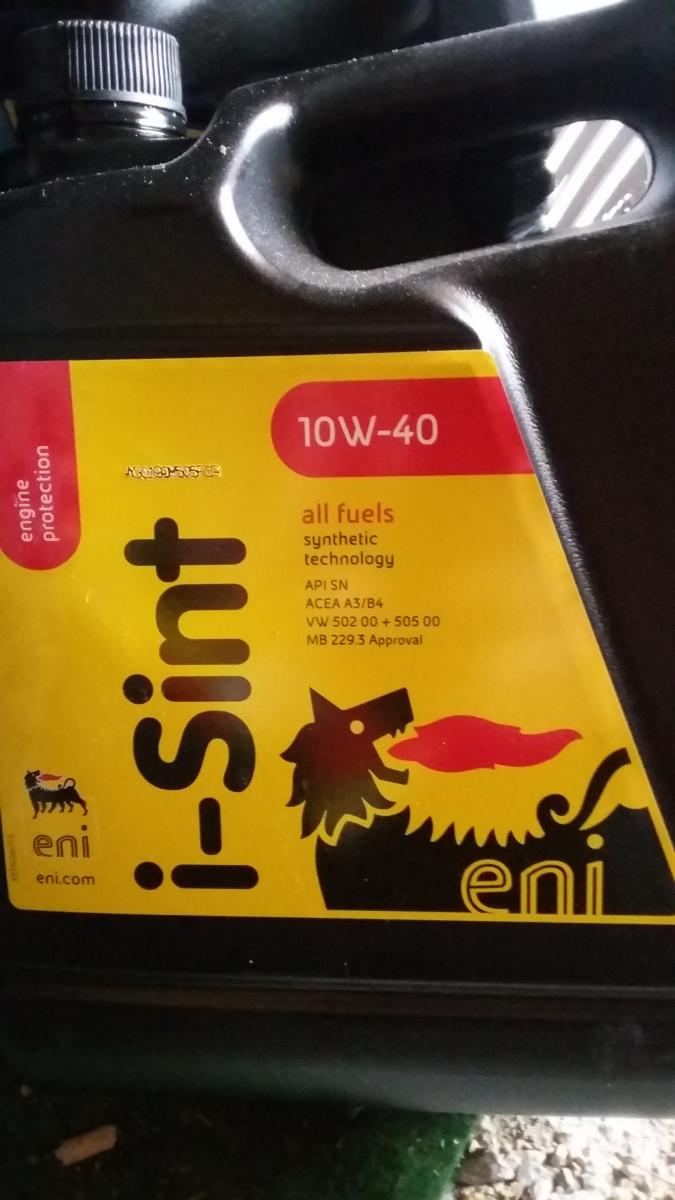 10W-40
engine
protection
all fuels
synthetic
technology
API SN
ACEA A3/B4
VW 502 00 + 505 00
MB 229.3 Approval
i-Sint
eni
eni.com
eni